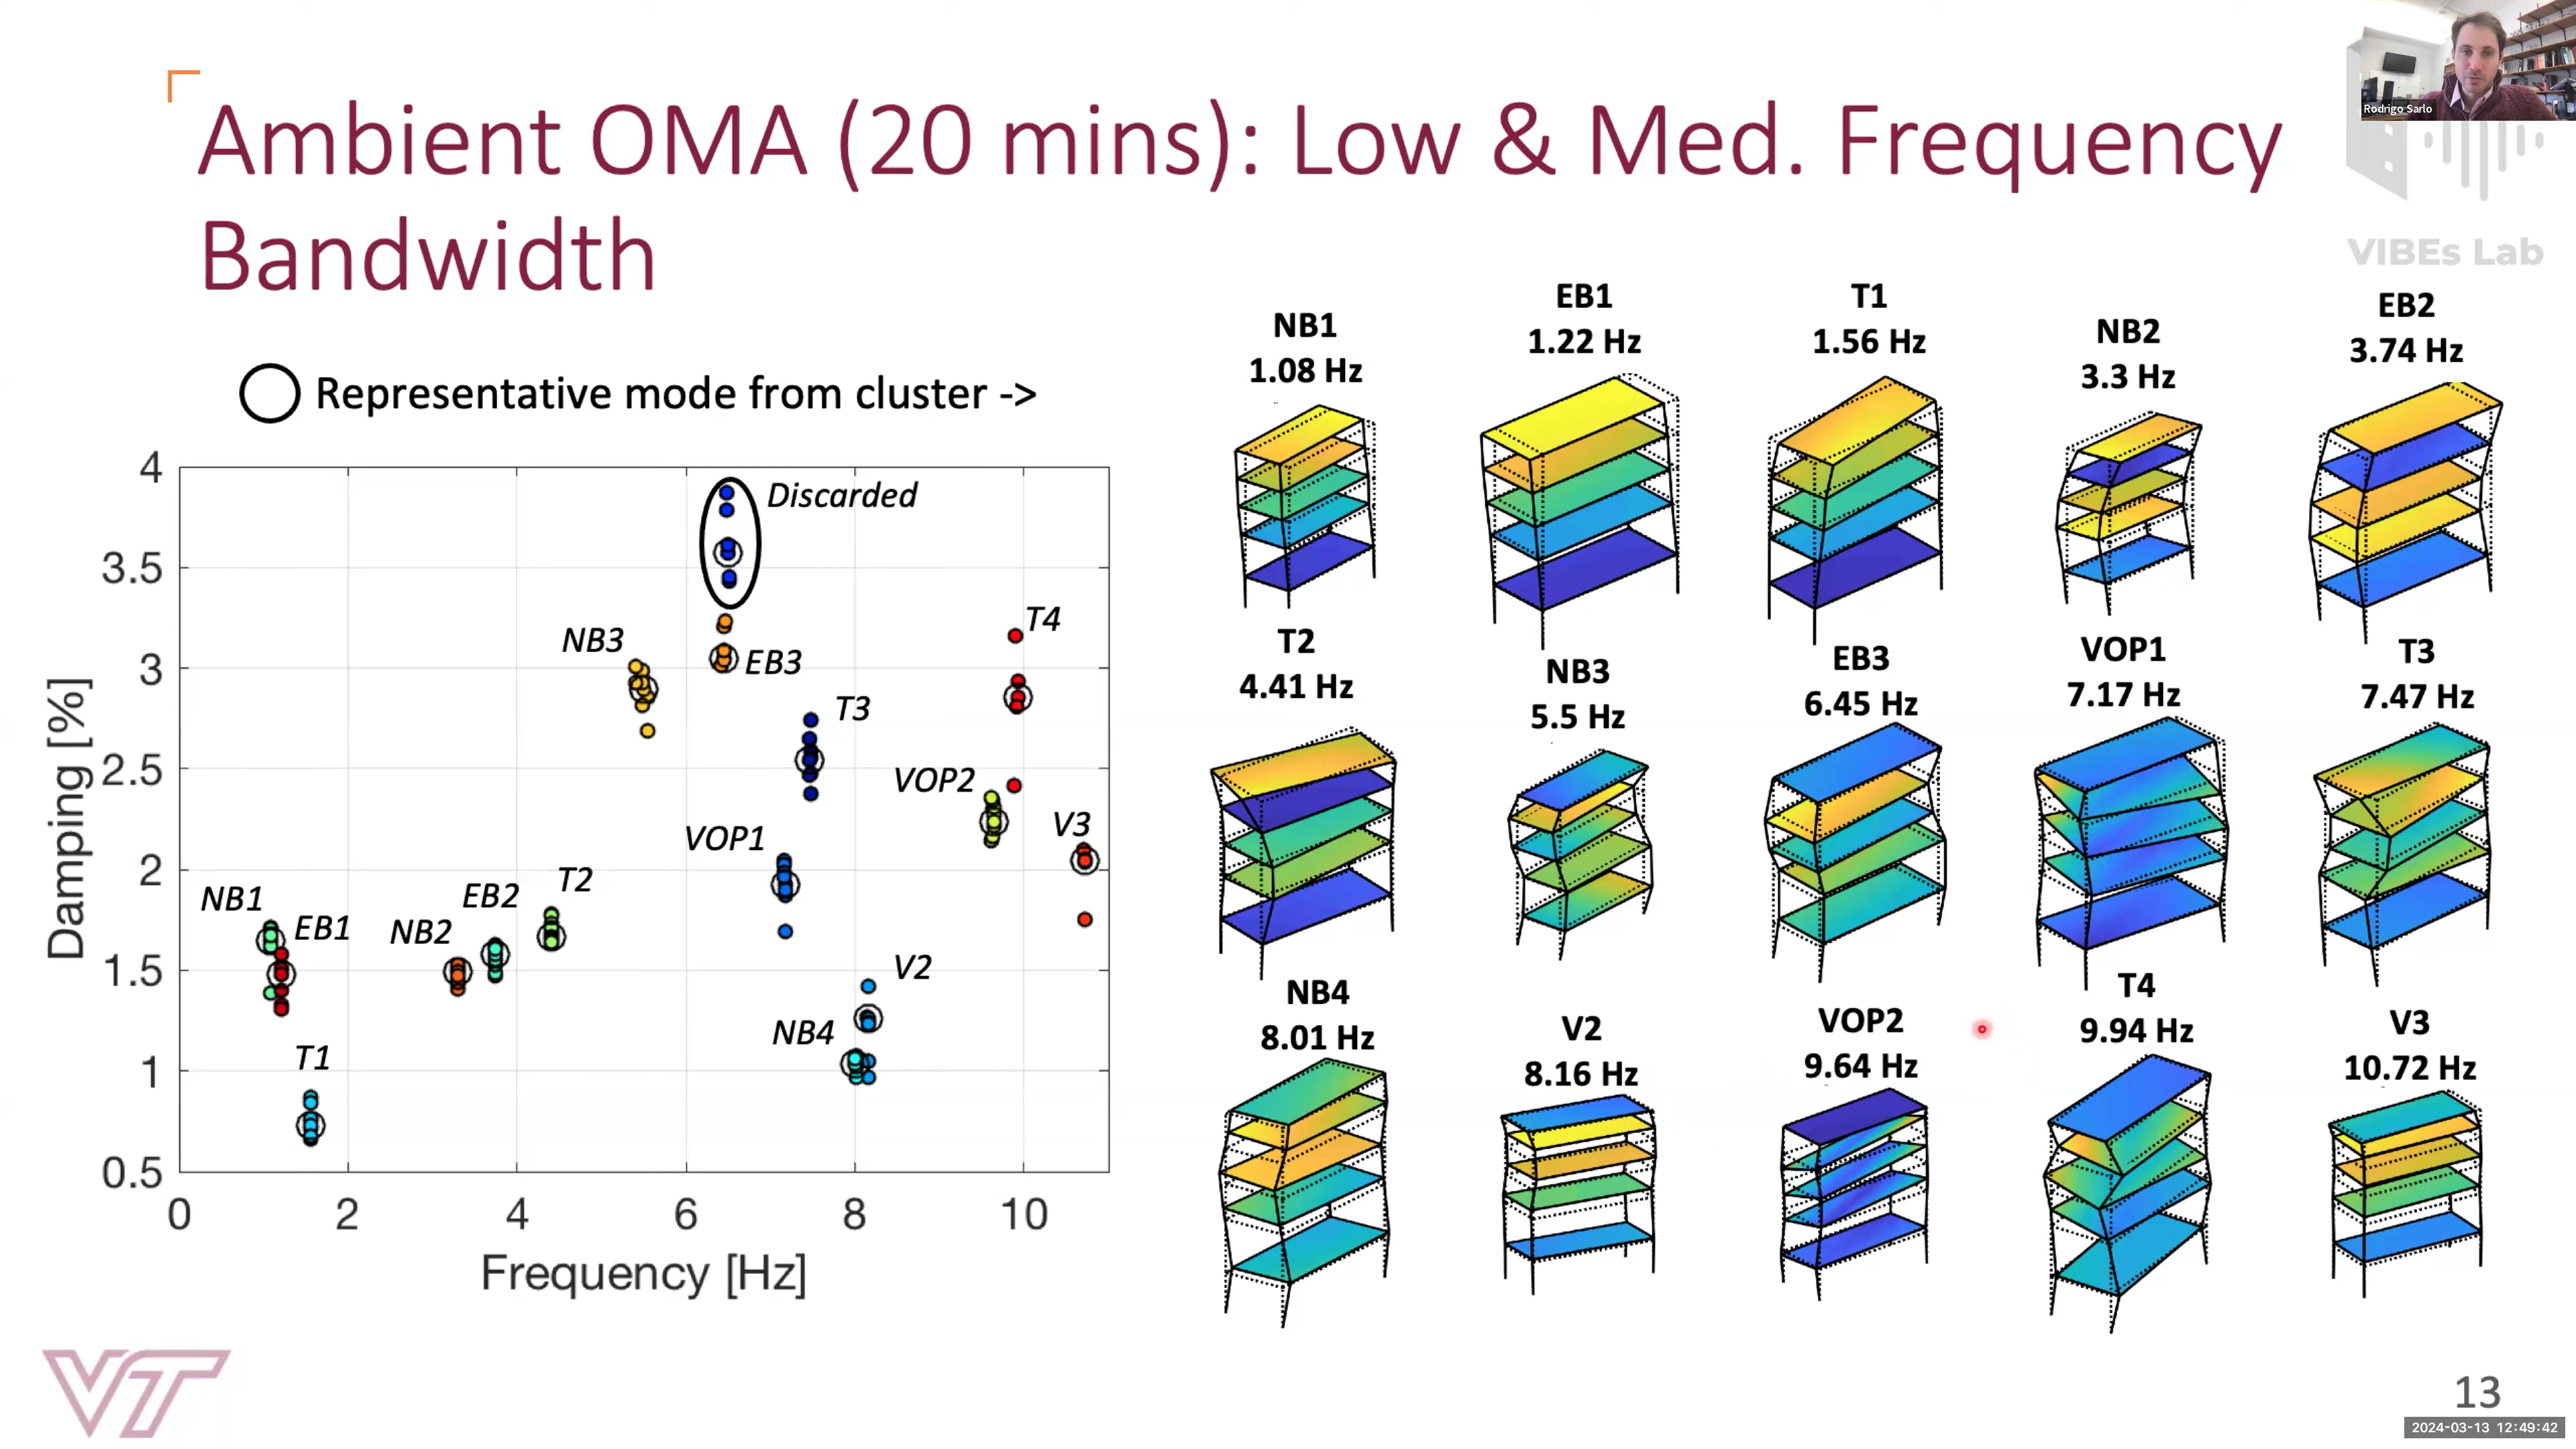 Rodrigo Sarlo
Ambient OMA (20 mins): Low & Med. Frequency
Bandwidth
VIBEs Lab
Representative mode from cluster ->
4
3.5
3
2.5
2
1.5
1
0.5
0
2
4
6
8
10
Damping [%]
Frequency [Hz]
Discarded
NB3
EB3
T4
T3
VOP2
V3
VOP1
NB1
EB1
NB2
EB2
T2
V2
NB4
T1
NB1
1.08 Hz
EB1
1.22 Hz
T1
1.56 Hz
NB2
3.3 Hz
EB2
3.74 Hz
T2
4.41 Hz
NB3
5.5 Hz
EB3
6.45 Hz
VOP1
7.17 Hz
T3
7.47 Hz
NB4
8.01 Hz
V2
8.16 Hz
VOP2
9.64 Hz
T4
9.94 Hz
V3
10.72 Hz
VT
13
2024-03-13 12:49:42